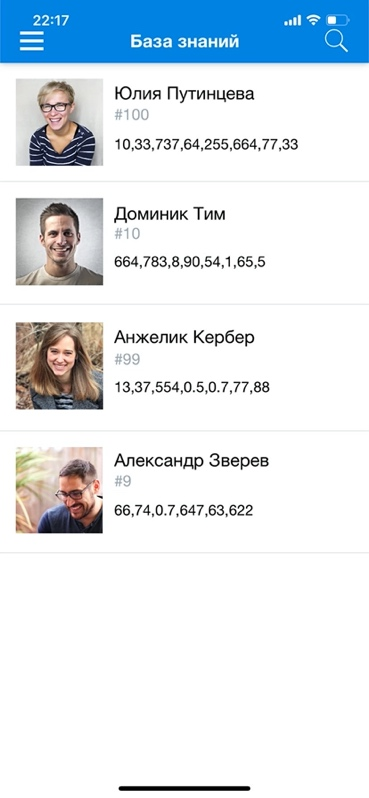 22:17
База знаний
Юлия Путинцева
#100
10,33,737,64,255,664,77,33
Доминик Тим
#10
664,783,8,90,54,1,65,5
Анжелик Кербер
#99
13,37,554,0.5,0.7,77,88
Александр Зверев
#9
66,74,0.7,647,63,622